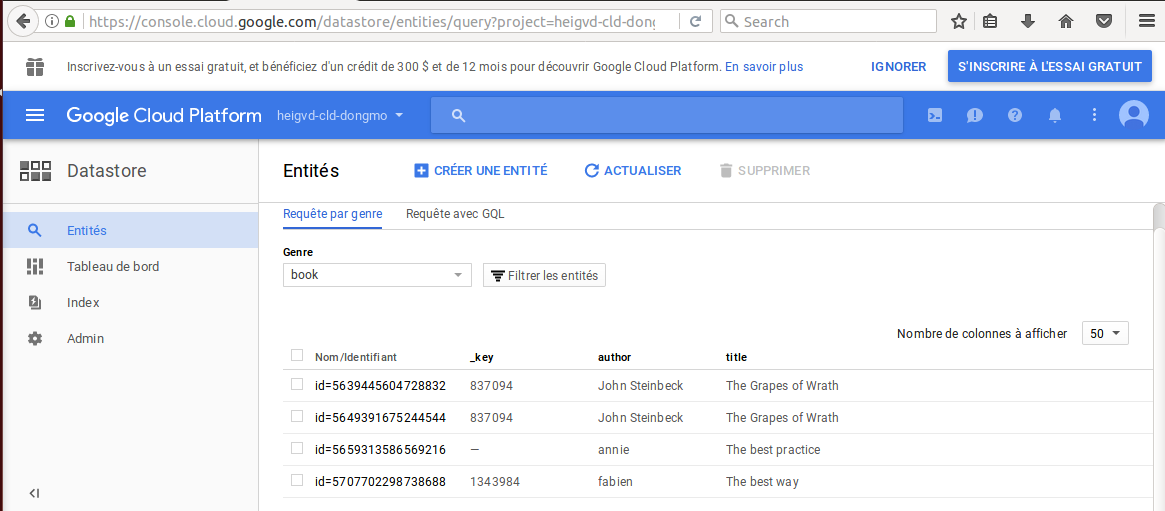 https://console.cloud.google.com/datastore/entities/query?project=heigvd-cld-dong
Search
Inscrivez-vous à un essai gratuit, et bénéficiez d'un crédit de 300 $ et de 12 mois pour découvrir Google Cloud Platform. En savoir plus
IGNORER
S'INSCRIRE À L'ESSAI GRATUIT
Google Cloud Platform
heigvd-cld-dongmo
Datastore
Entités
CRÉER UNE ENTITÉ
ACTUALISER
SUPPRIMER
Entités
Tableau de bord
Index
Admin
Requête par genre
Requête avec GQL
Genre
book
Filtrer les entités
Nombre de colonnes à afficher 50
Nom/Identifiant _key author title
id=5639445604728832 837094 John Steinbeck The Grapes of Wrath
id=5649391675244544 837094 John Steinbeck The Grapes of Wrath
id=5659313586569216 — annie The best practice
id=5707702298738688 1343984 fabien The best way